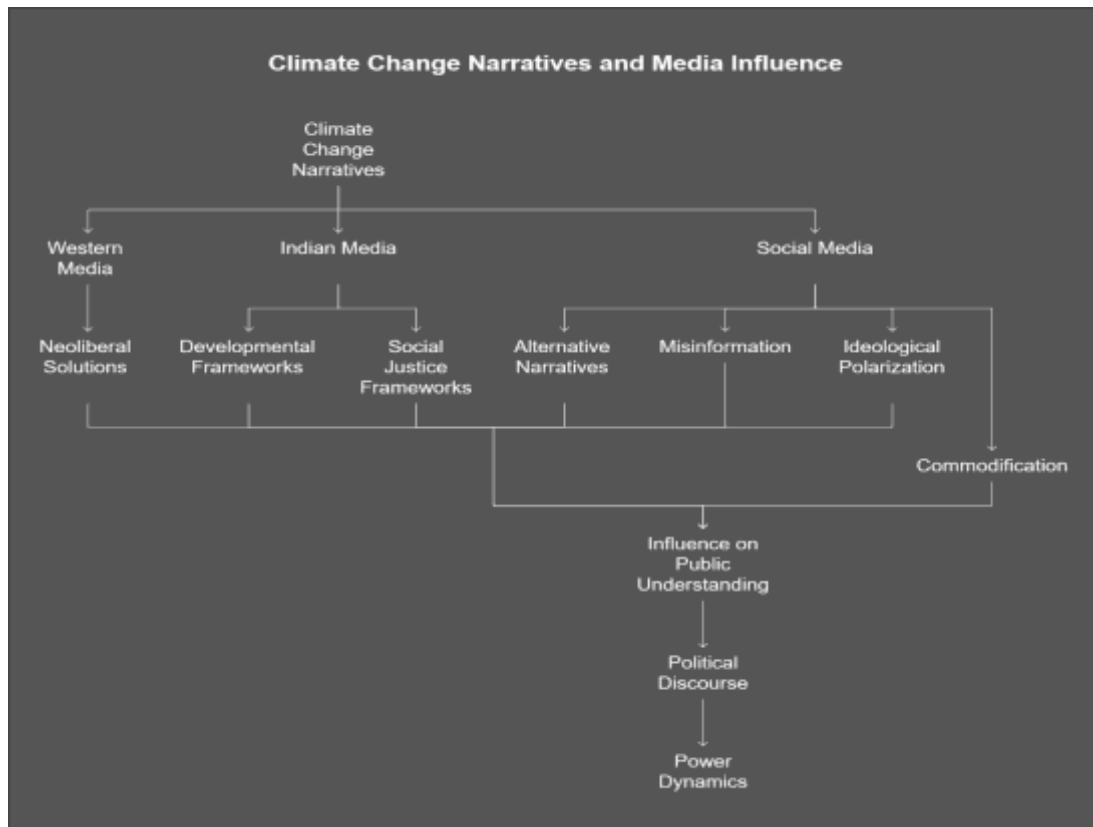 Climate Change Narratives and Media Influence
Climate
Change
Narratives
Western
Media
Indian Media
Social Media
Neoliberal
Solutions
Developmental
Frameworks
Social
Justice
Frameworks
Alternative
Narratives
Misinformation
Ideological
Polarization
Commodification
Influence on
Public
Understanding
Political
Discourse
Power
Dynamics